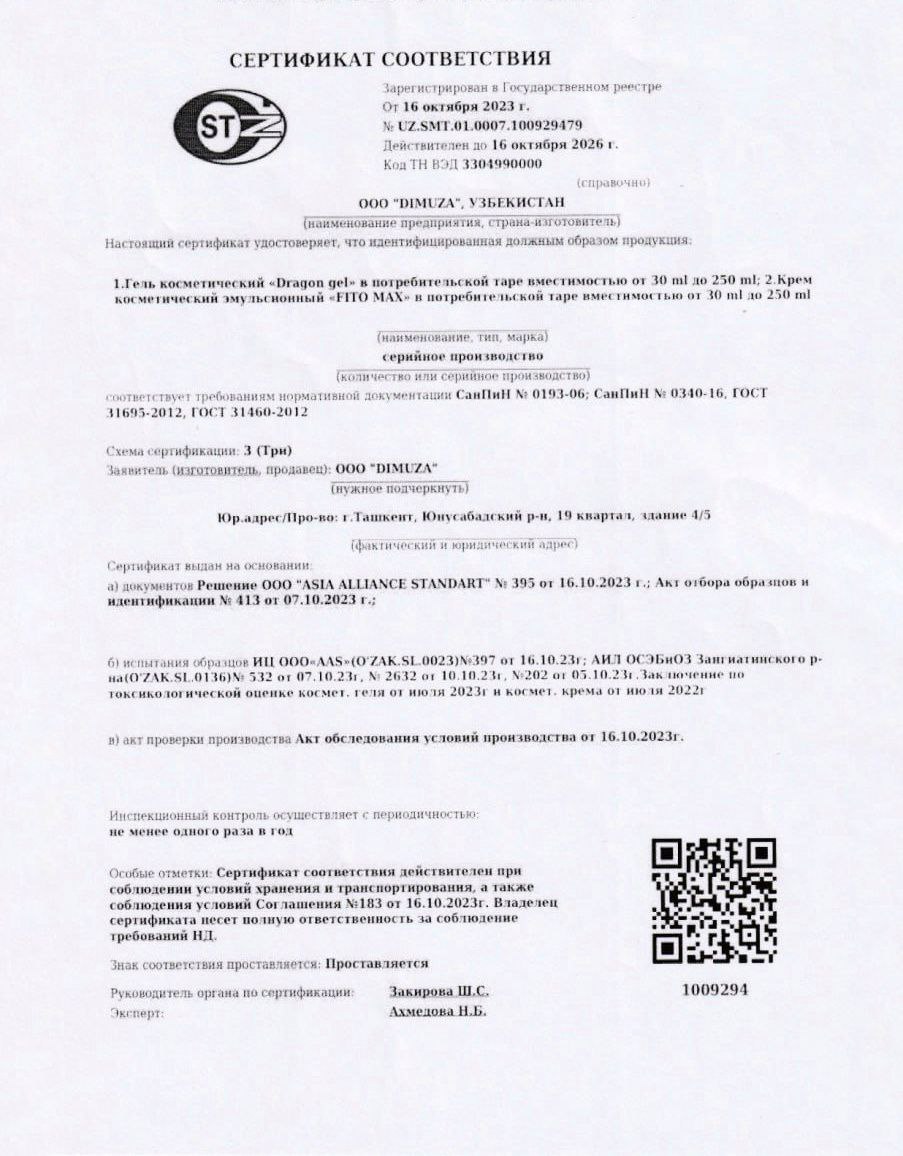 СЕРТИФИКАТ СООТВЕТСТВИЯ
Зарегистрирован в Государственном реестре
От 16 октября 2023 г.
№ UZ.SMT.01.0007.100929479
Действителен до 16 октября 2026 г.
Код ТН ВЭД 3304990000
ST
(справочно)
ООО "DIMUZA", УЗБЕКИСТАН
(наименование предприятия, страна-изготовитель)
Настоящий сертификат удостоверяет, что идентифицированная должным образом продукция:
1.Гель косметический «Dragon gel» в потребительской таре вместимостью от 30 ml до 250 ml; 2.Крем
косметический эмульсионный «FITO MAX» в потребительской таре вместимостью от 30 ml до 250 ml
(наименование, тип, марка)
серийное производство
(количество или серийное производство)
соответствует требованиям нормативной документации СанПиН № 0193-06; СанПиН № 0340-16, ГОСТ
31695-2012, ГОСТ 31460-2012
Схема сертификации: 3 (Три)
Заявитель (изготовитель, продавец): ООО "DIMUZA"
(нужное подчеркнуть)
Юр.адрес/Про-во: г.Ташкент, Юнусабадский р-н, 19 квартал, здание 4/5
(фактический и юридический адрес)
Сертификат выдан на основании:
а) документов Решение ООО "ASIA ALLIANCE STANDART" № 395 от 16.10.2023 г.; Акт отбора образцов и
идентификации № 413 от 07.10.2023 г.;
б) испытания образцов ИЦ ООО«AAS»(O'ZAK.SL.0023)№397 от 16.10.23г; АИЛ ОСЭБиОЗ Зангиатинского р-
на(O'ZAK.SL.0136)№ 532 от 07.10.23г, № 2632 от 10.10.23г, №202 от 05.10.23г.Заключение по
токсикологической оценке космет. геля от июля 2023г и космет. крема от июля 2022г
в) акт проверки производства Акт обследования условий производства от 16.10.2023г.
Инспекционный контроль осуществляет с периодичностью:
не менее одного раза в год
Особые отметки: Сертификат соответствия действителен при
соблюдении условий хранения и транспортирования, а также
соблюдения условий Соглашения №183 от 16.10.2023г. Владелец
сертификата несет полную ответственность за соблюдение
требований НД.
Знак соответствия проставляется: Проставляется
Руководитель органа по сертификации: Закирова Ш.С.
Эксперт: Ахмедова Н.Б.
1009294